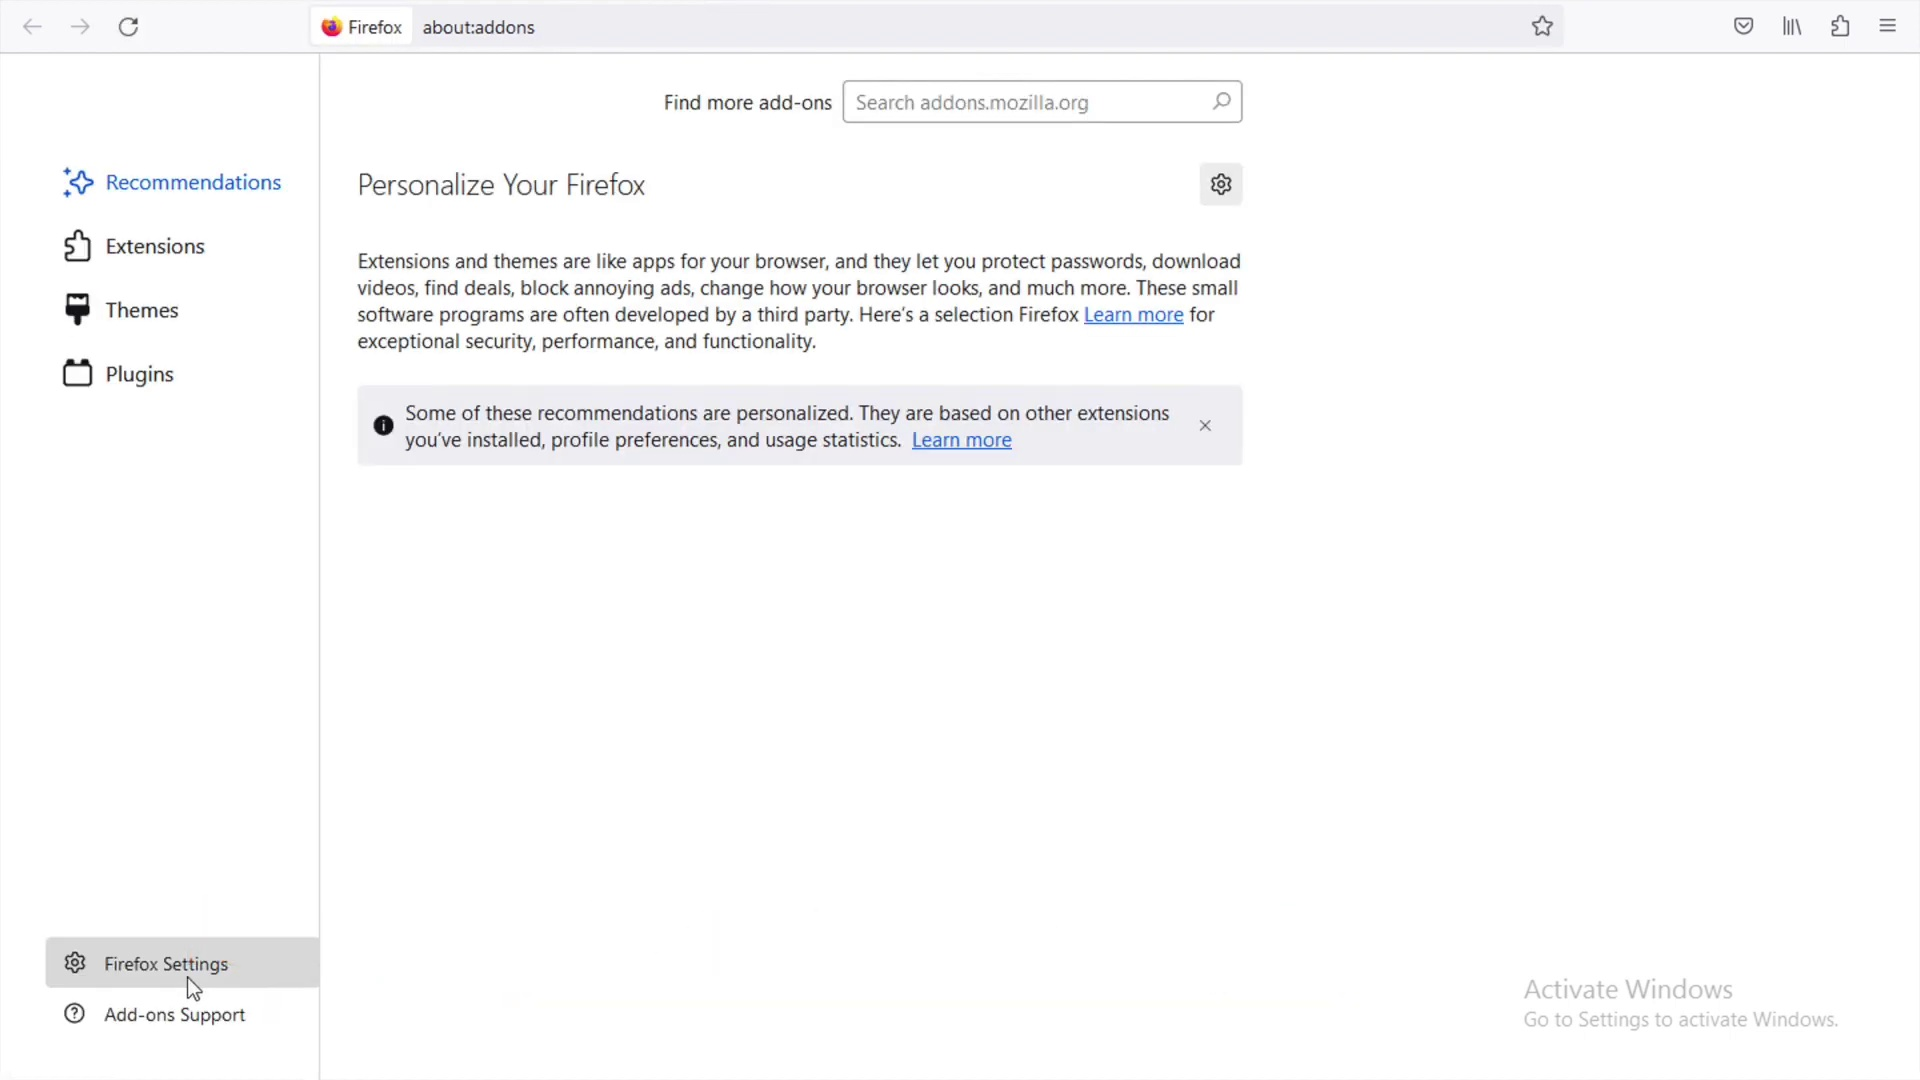 Firefox about:addons
Find more add-ons Search addons.mozilla.org
Recommendations
Extensions
Themes
Plugins
Personalize Your Firefox
Extensions and themes are like apps for your browser, and they let you protect passwords, download
videos, find deals, block annoying ads, change how your browser looks, and much more. These small
software programs are often developed by a third party. Here's a selection Firefox Learn more for
exceptional security, performance, and functionality.
Some of these recommendations are personalized. They are based on other extensions
you've installed, profile preferences, and usage statistics. Learn more
Firefox Settings
Add-ons Support
Activate Windows
Go to Settings to activate Windows.